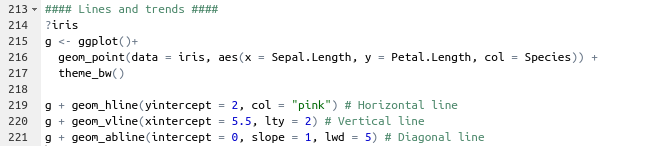 213 #### Lines and trends ####
214 ?iris
215 g <- ggplot()+
216   geom_point(data = iris, aes(x = Sepal.Length, y = Petal.Length, col = Species)) +
217   theme_bw()
218
219 g + geom_hline(yintercept = 2, col = "pink") # Horizontal line
220 g + geom_vline(xintercept = 5.5, lty = 2) # Vertical line
221 g + geom_abline(intercept = 0, slope = 1, lwd = 5) # Diagonal line